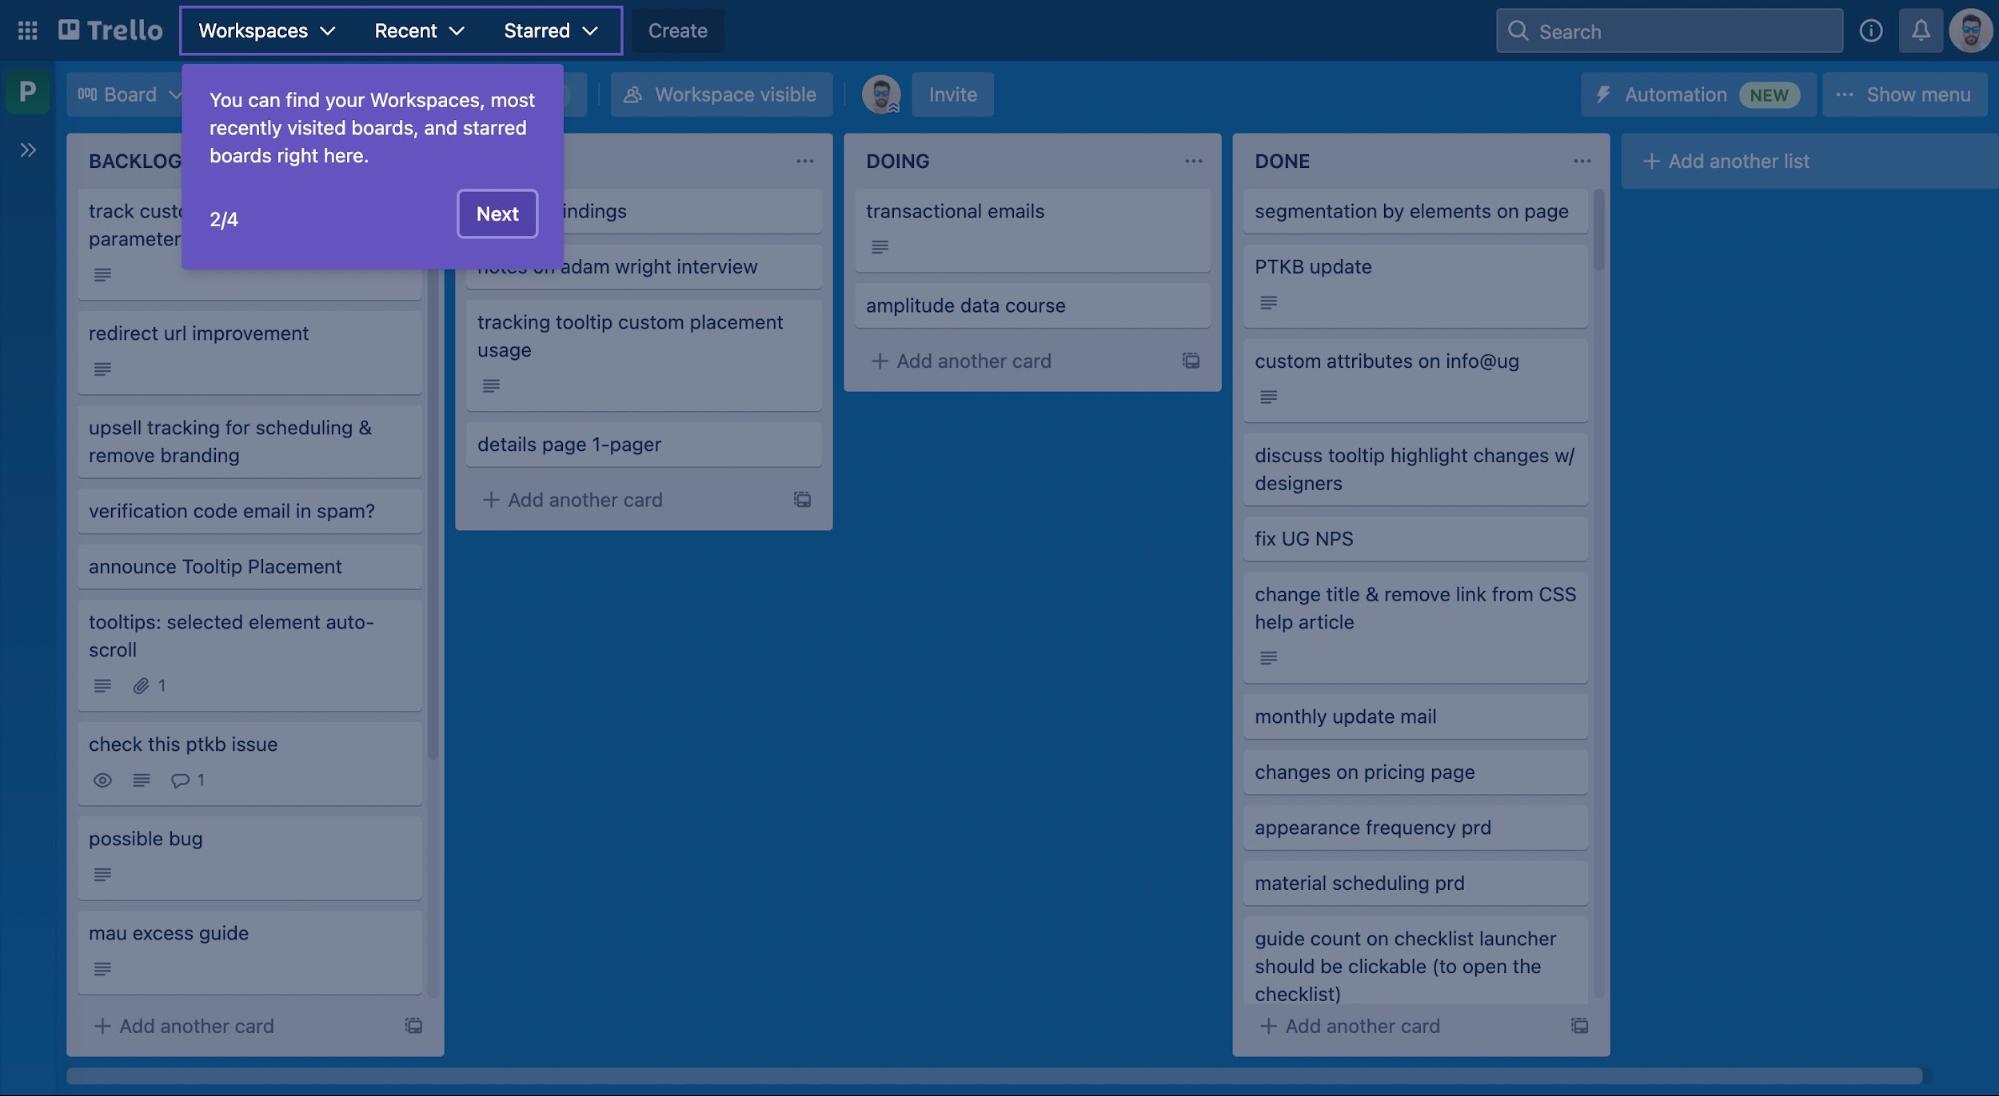 Trello
Workspaces
Recent
Starred
Create
Search
P
Board
Workspace visible
Invite
Automation NEW
Show menu
You can find your Workspaces, most
recently visited boards, and starred
boards right here.
2/4
Next
BACKLOG
track
parameter
redirect url improvement
upsell tracking for scheduling &
remove branding
verification code email in spam?
announce Tooltip Placement
tooltips: selected element auto-
scroll
1
check this ptkb issue
1
possible bug
mau excess guide
+ Add another card
notes on adam wright interview
tracking tooltip custom placement
usage
details page 1-pager
+ Add another card
DOING
transactional emails
amplitude data course
+ Add another card
DONE
segmentation by elements on page
PTKB update
custom attributes on info@ug
discuss tooltip highlight changes w/
designers
fix UG NPS
change title & remove link from CSS
help article
monthly update mail
changes on pricing page
appearance frequency prd
material scheduling prd
guide count on checklist launcher
should be clickable (to open the
checklist)
+ Add another card
+ Add another list